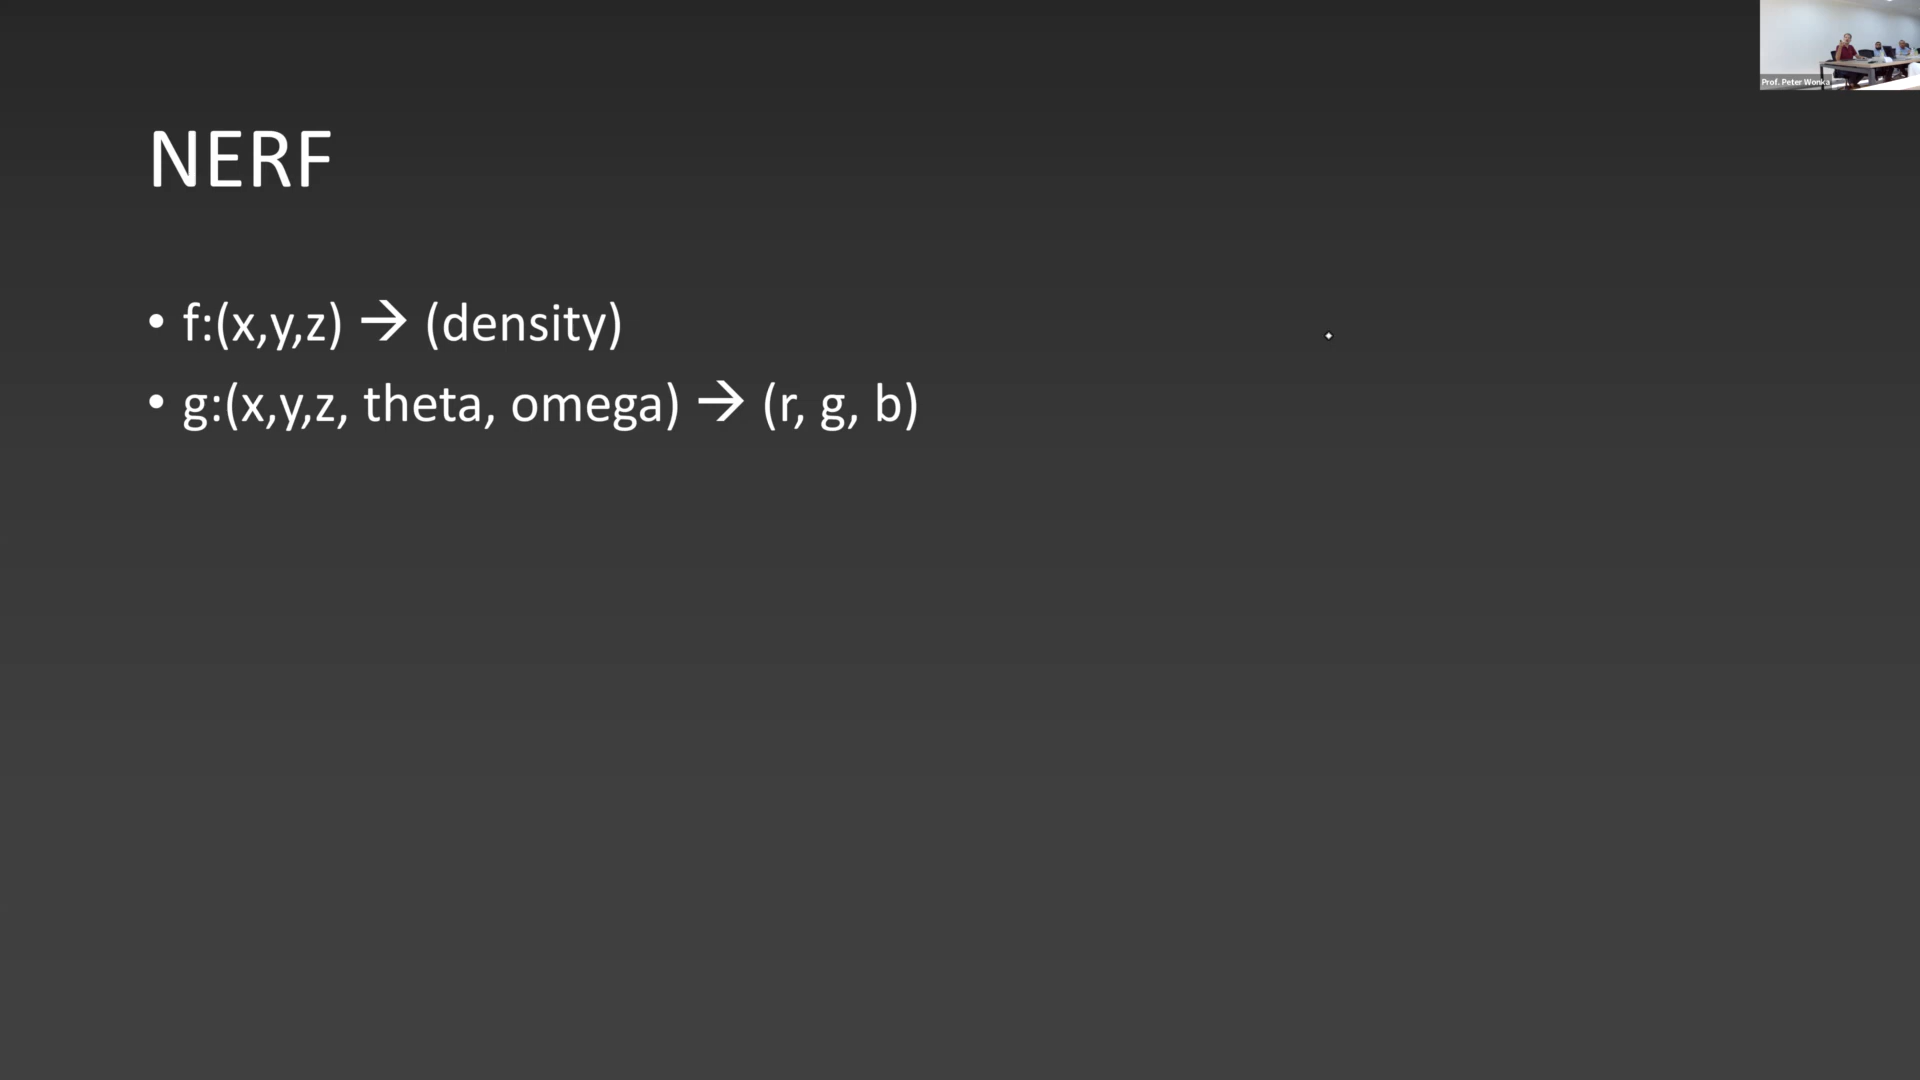 Prof. Peter Wonka
NERF
• f:(x,y,z) → (density)
• g:(x,y,z, theta, omega) → (r, g, b)